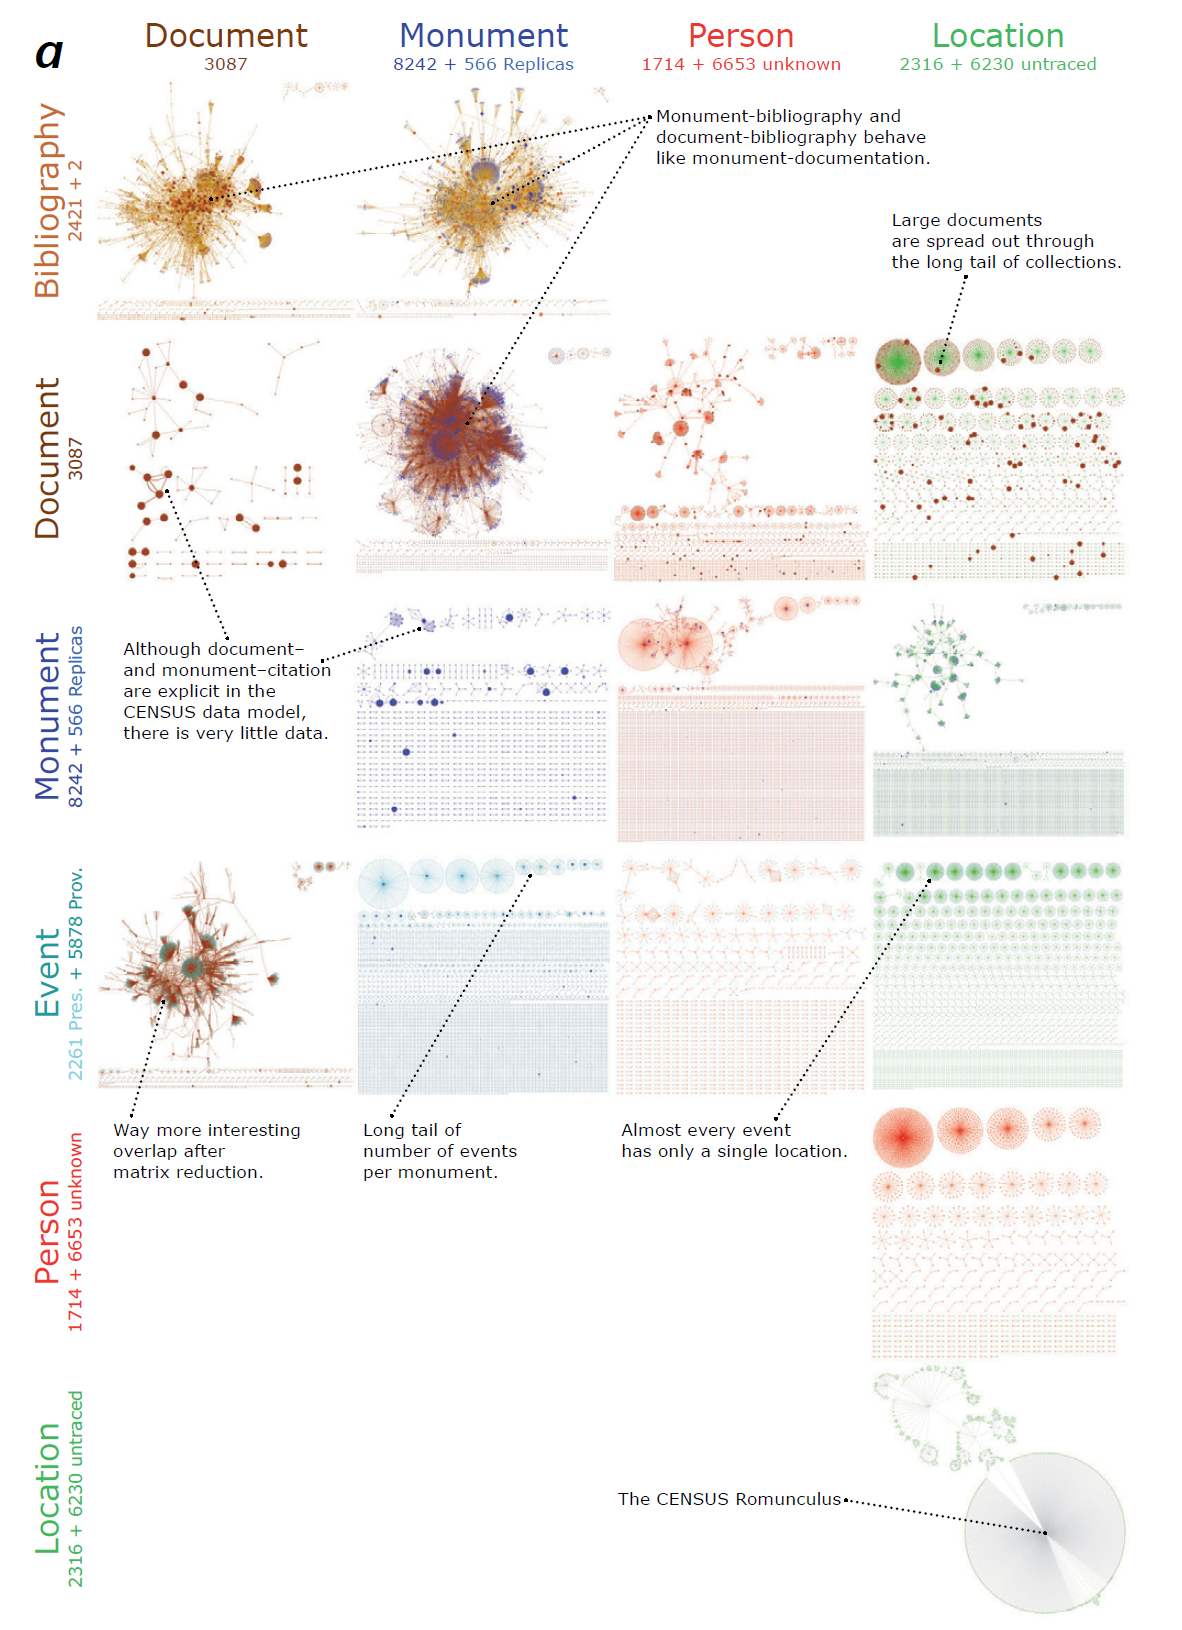 a
Document
3087
Monument
8242 + 566 Replicas
Person
1714 + 6653 unknown
Location
2316 + 6230 untraced
Bibliography
2421 + 2
Monument-bibliography and
document-bibliography behave
like monument-documentation.
Large documents
are spread out through
the long tail of collections.
Document
3087
Although document–
and monument–citation
are explicit in the
CENSUS data model,
there is very little data.
Monument
8242 + 566 Replicas
Event
2261 Pres. + 5878 Prov.
Way more interesting
overlap after
matrix reduction.
Long tail of
number of events
per monument.
Almost every event
has only a single location.
Person
1714 + 6653 unknown
Location
2316 + 6230 untraced
The CENSUS Romunculus